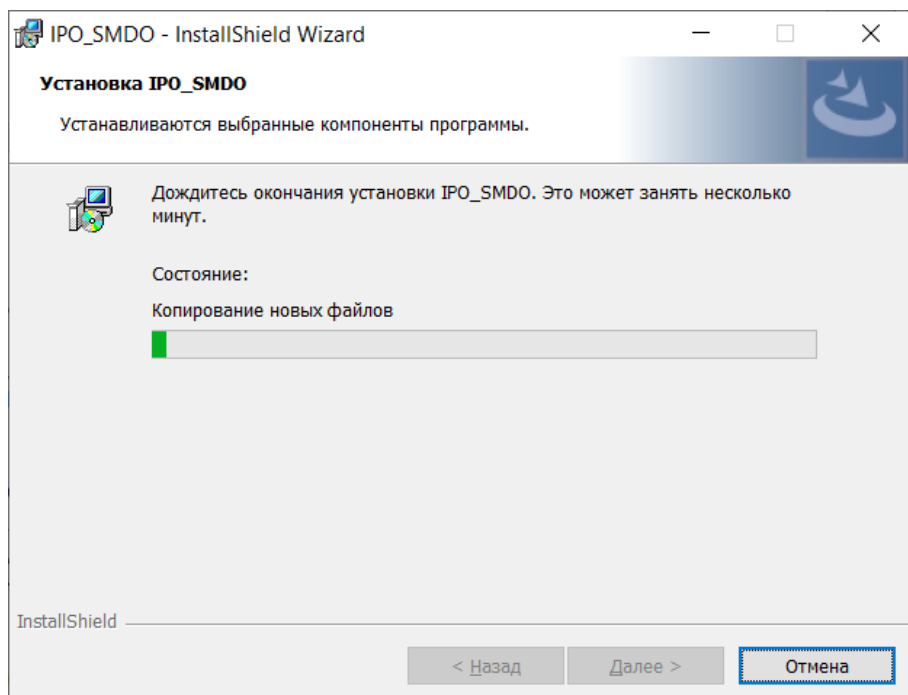 IPO_SMDO - InstallShield Wizard
Установка IPO_SMDO
Устанавливаются выбранные компоненты программы.
Дождитесь окончания установки IPO_SMDO. Это может занять несколько
минут.
Состояние:
Копирование новых файлов
InstallShield
< Назад
Далее >
Отмена